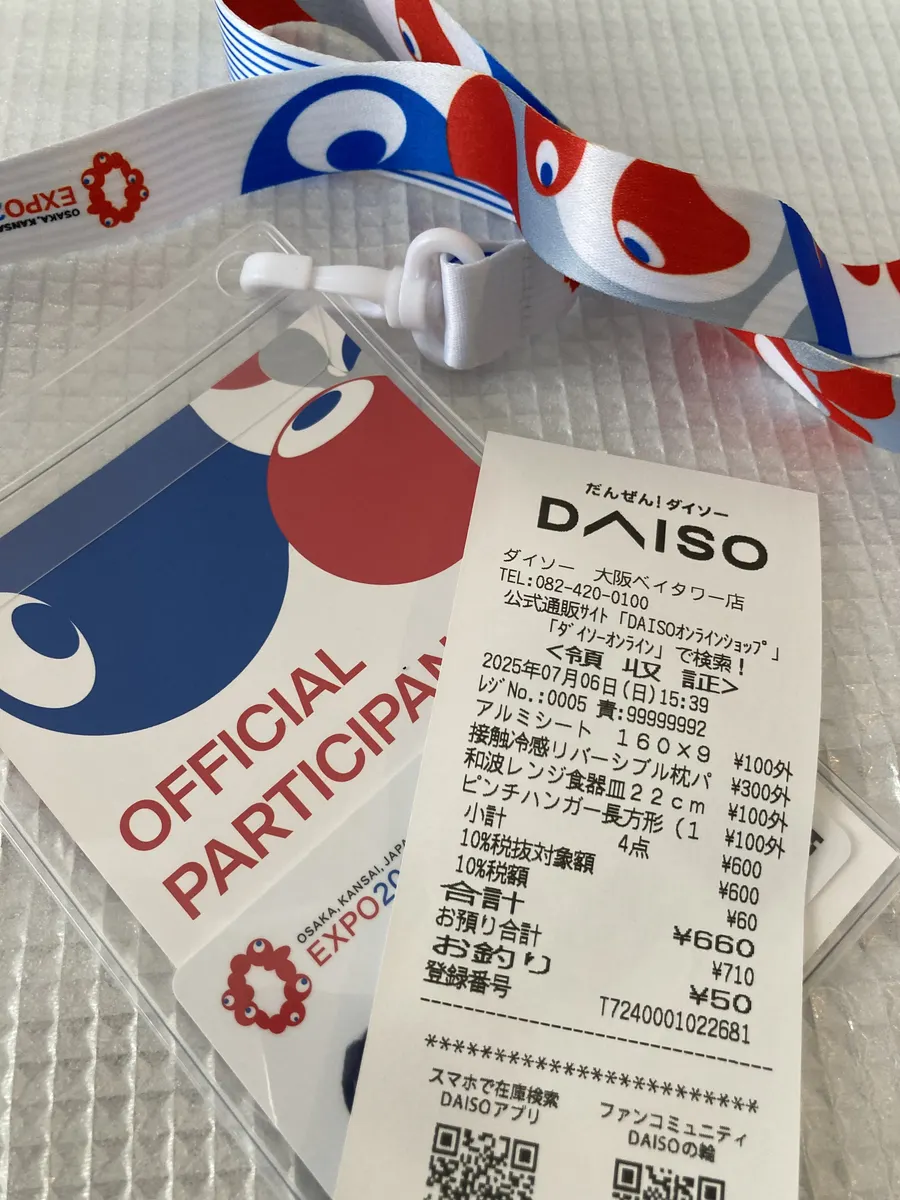 OSAKA, KANSA
EXPO2
OFFICIAL
PARTICIPAN
OSAKA, KANSAI, JAPA
EXPO20
だんぜん!ダイソー
DAISO
ダイソー 大阪ベイタワー店
TEL:082-420-0100
公式通販ｻｲﾄ「DAISOｵﾝﾗｲﾝｼｮｯﾌﾟ」
「ﾀﾞｲｿｰｵﾝﾗｲﾝ」で検索!
<領 収 証>
2025年07月06日(日)15:39
ﾚｼﾞNo.:0005 責:99999992
アルミシート １６０×９ ¥100外
接触冷感リバーシブル枕パ ¥300外
和波レンジ食器皿２２ｃｍ ¥100外
ピンチハンガー長方形（１ ¥100外
小計 4点 ¥600
10%税抜対象額 ¥600
10%税額 ¥60
合計 ¥660
お預り合計 ¥710
お釣り ¥50
登録番号 T7240001022681
************************
スマホで在庫検索
DAISOアプリ
ファンコミュニティ
DAISOの輪